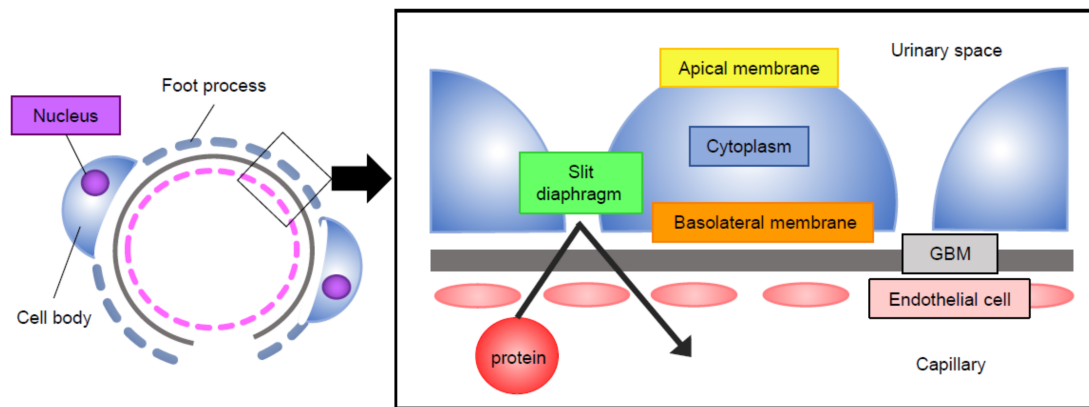 Foot process
Nucleus
Cell body
Urinary space
Apical membrane
Cytoplasm
Slit
diaphragm
Basolateral membrane
GBM
Endothelial cell
protein
Capillary